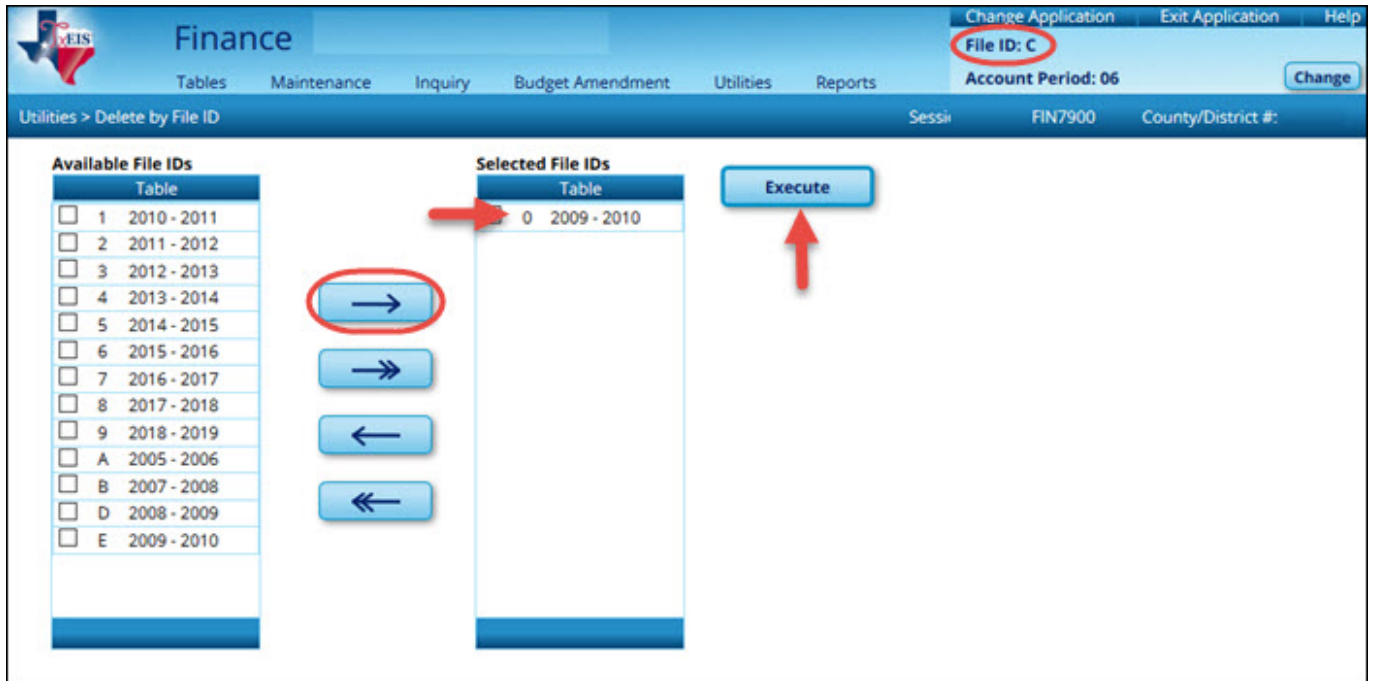 TxEIS
Finance
Change Application Exit Application Help
File ID: C
Account Period: 06 Change
Tables Maintenance Inquiry Budget Amendment Utilities Reports
Utilities > Delete by File ID FIN7900 County/District #:
Available File IDs
Table
1 2010 - 2011
2 2011 - 2012
3 2012 - 2013
4 2013 - 2014
5 2014 - 2015
6 2015 - 2016
7 2016 - 2017
8 2017 - 2018
9 2018 - 2019
A 2005 - 2006
B 2007 - 2008
D 2008 - 2009
E 2009 - 2010
Selected File IDs
Table
0 2009 - 2010
Execute